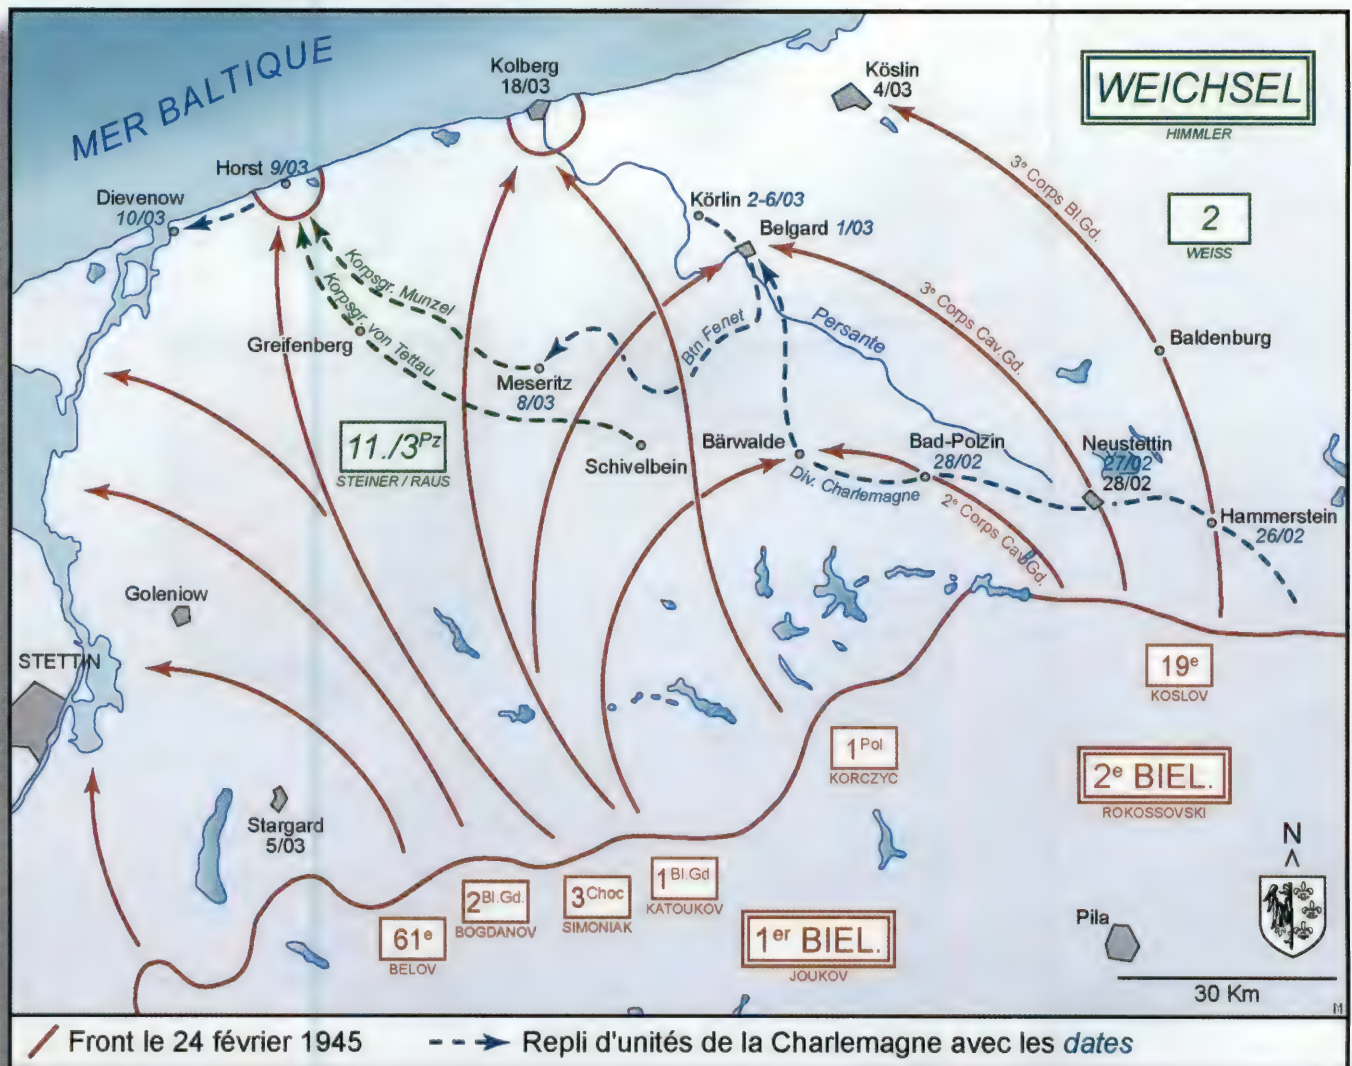 MER BALTIQUE
Kolberg
18/03
Köslin
4/03
WEICHSEL
HIMMLER
Horst 9/03
Dievenow
10/03
Körlin 2-6/03
Belgard 1/03
3e Corps Bl.Gd.
2
WEISS
Korpsgr. Munzel
Korpsgr. von Tettau
Greifenberg
Btn Fenet
Persante
3e Corps Cav.Gd.
Baldenburg
Meseritz
8/03
11./3Pz
STEINER / RAUS
Schivelbein
Bärwalde
Bad-Polzin
28/02
Neustettin
27/02
28/02
Div. Charlemagne
2e Corps Cav.Gd.
Hammerstein
26/02
Goleniow
STETTIN
19e
KOSLOV
1Pol
KORCZYC
2e BIEL.
ROKOSSOVSKI
Stargard
5/03
N
1Bl.Gd
KATOUKOV
3Choc
SIMONIAK
2Bl.Gd.
BOGDANOV
61e
BELOV
1er BIEL.
JOUKOV
Pila
30 Km
M
Front le 24 février 1945
Repli d'unités de la Charlemagne avec les dates